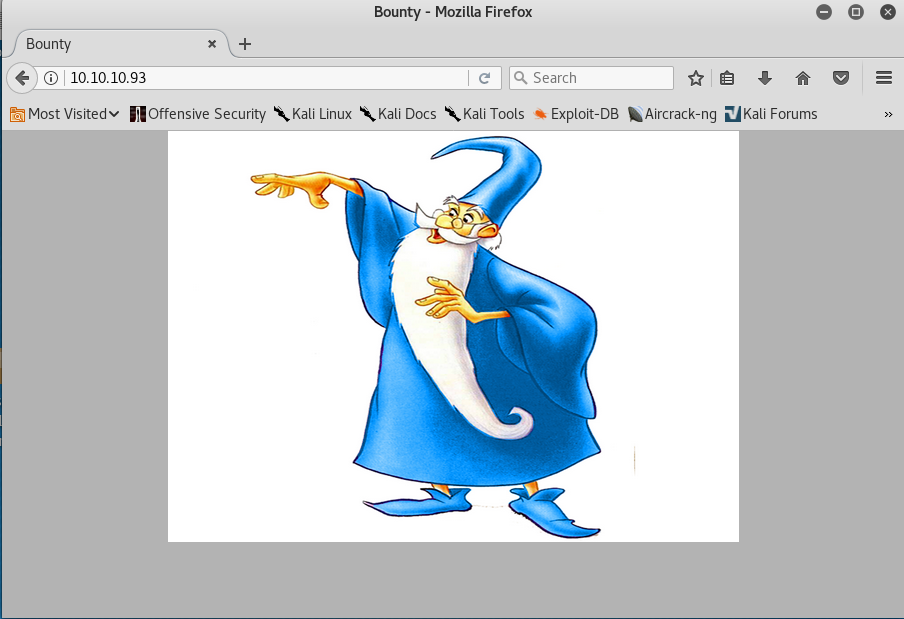 Bounty - Mozilla Firefox
Bounty
10.10.10.93
Search
Most Visited Offensive Security Kali Linux Kali Docs Kali Tools Exploit-DB Aircrack-ng Kali Forums »